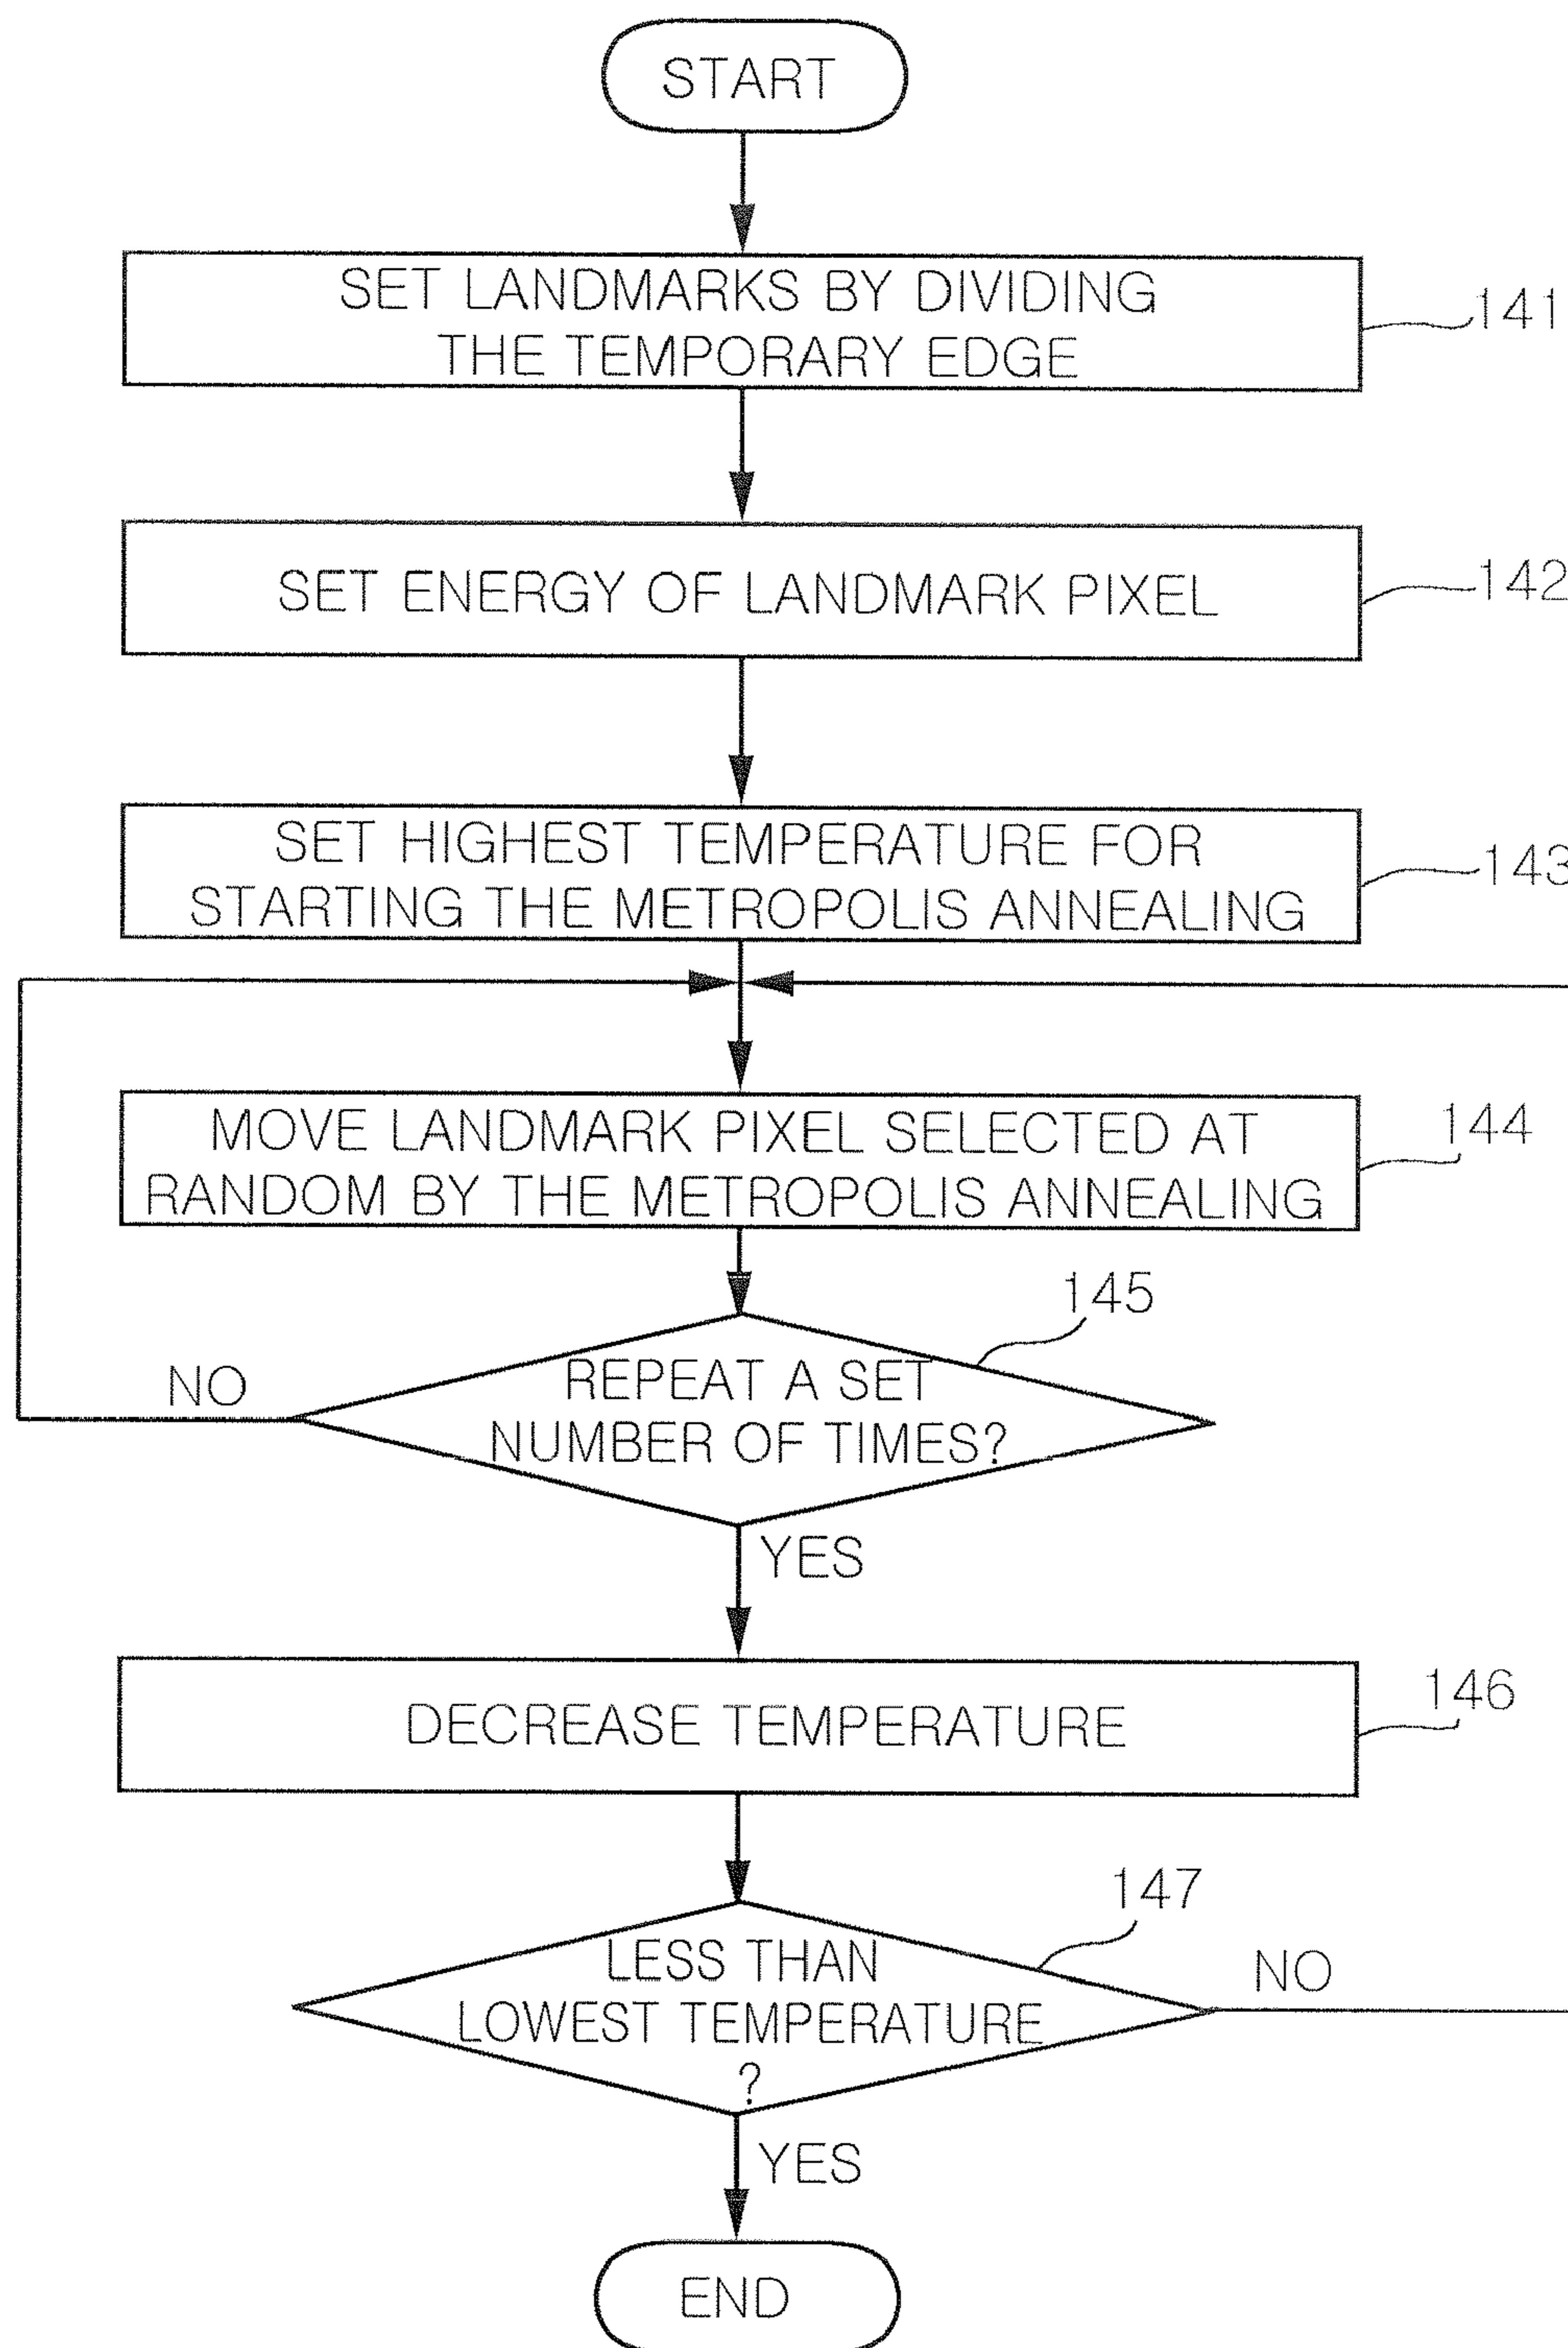 START
SET LANDMARKS BY DIVIDING
THE TEMPORARY EDGE
141
SET ENERGY OF LANDMARK PIXEL
142
SET HIGHEST TEMPERATURE FOR
STARTING THE METROPOLIS ANNEALING
143
MOVE LANDMARK PIXEL SELECTED AT
RANDOM BY THE METROPOLIS ANNEALING
144
145
REPEAT A SET
NUMBER OF TIMES?
NO
YES
DECREASE TEMPERATURE
146
147
LESS THAN
LOWEST TEMPERATURE
?
NO
YES
END